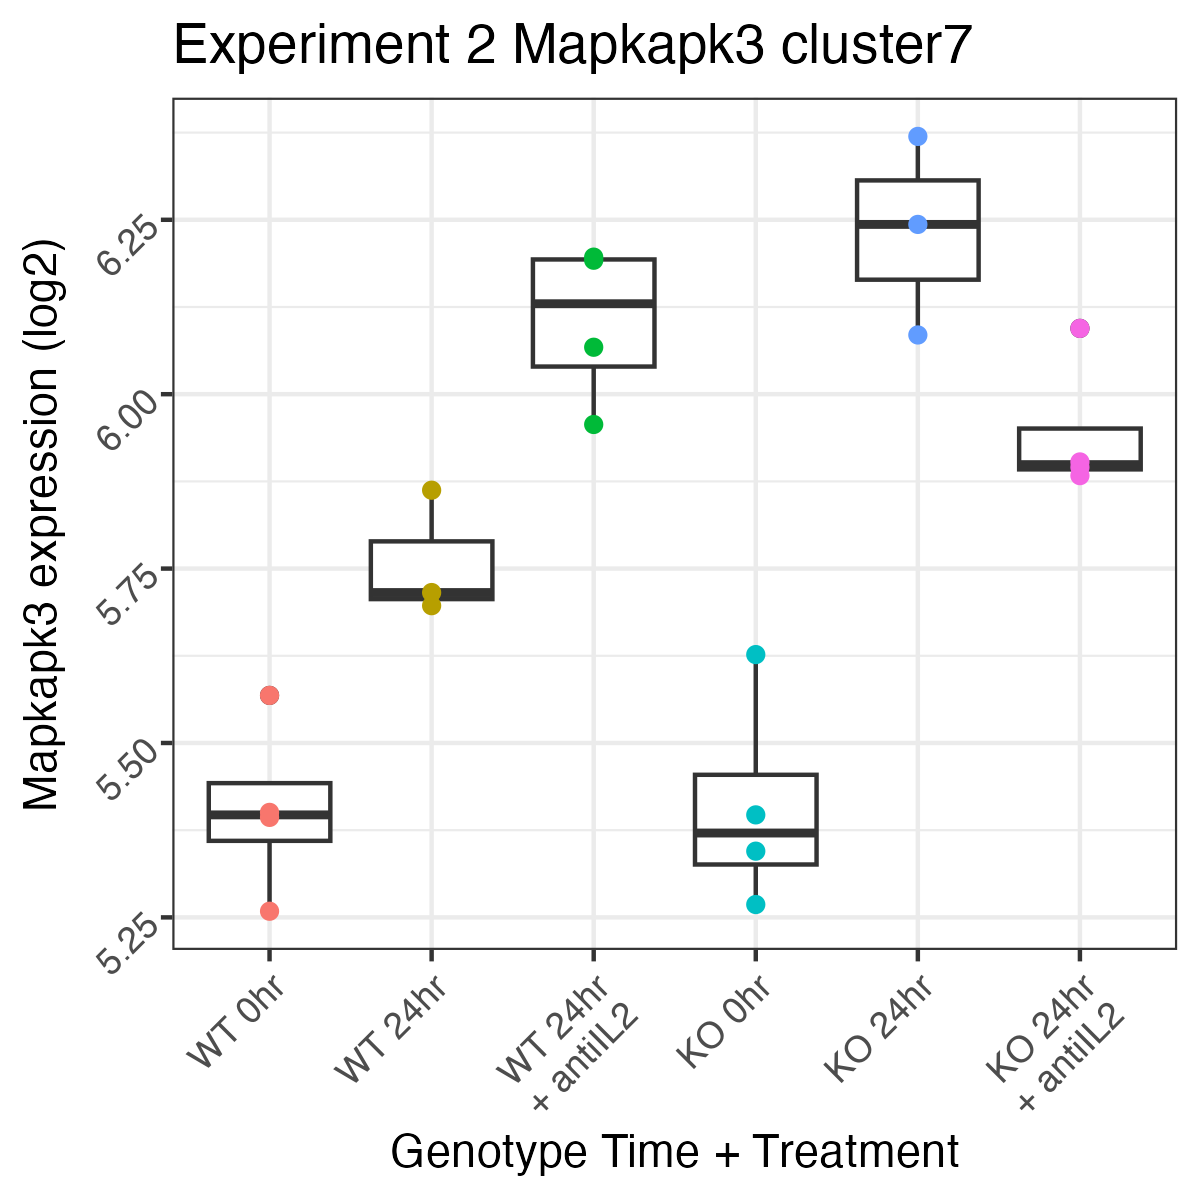 Experiment 2 Mapkapk3 cluster7
Mapkapk3 expression (log2)
6.25
6.00
5.75
5.50
5.25
WT 0hr
WT 24hr
WT 24hr
+ antiIL2
KO 0hr
KO 24hr
KO 24hr
+ antiIL2
Genotype Time + Treatment